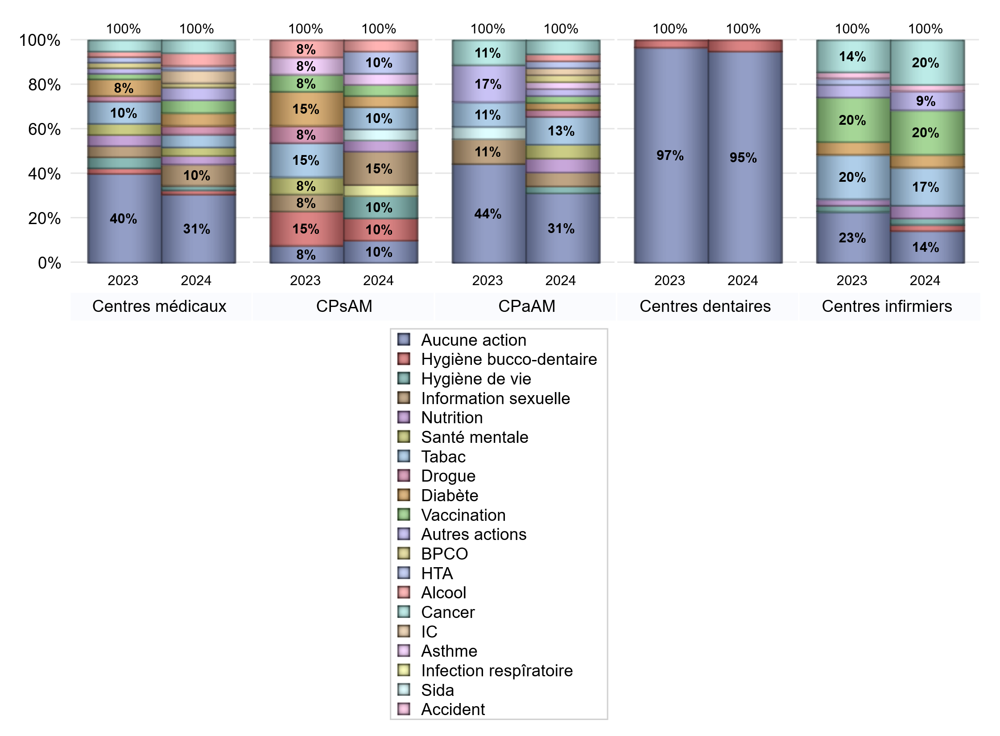 100% 100% 100% 100% 100% 100% 100% 100% 100% 100%
100%
80%
60%
40%
20%
0%
8%
10%
40%
10%
31%
8%
8%
8%
15%
8%
15%
8%
8%
15%
8%
10%
10%
15%
10%
10%
10%
11%
17%
11%
11%
44%
13%
31%
97%
95%
14%
20%
20%
23%
20%
9%
20%
17%
14%
2023 2024 2023 2024 2023 2024 2023 2024 2023 2024
Centres médicaux CPsAM CPaAM Centres dentaires Centres infirmiers
Aucune action
Hygiène bucco-dentaire
Hygiène de vie
Information sexuelle
Nutrition
Santé mentale
Tabac
Drogue
Diabète
Vaccination
Autres actions
BPCO
HTA
Alcool
Cancer
IC
Asthme
Infection respîratoire
Sida
Accident